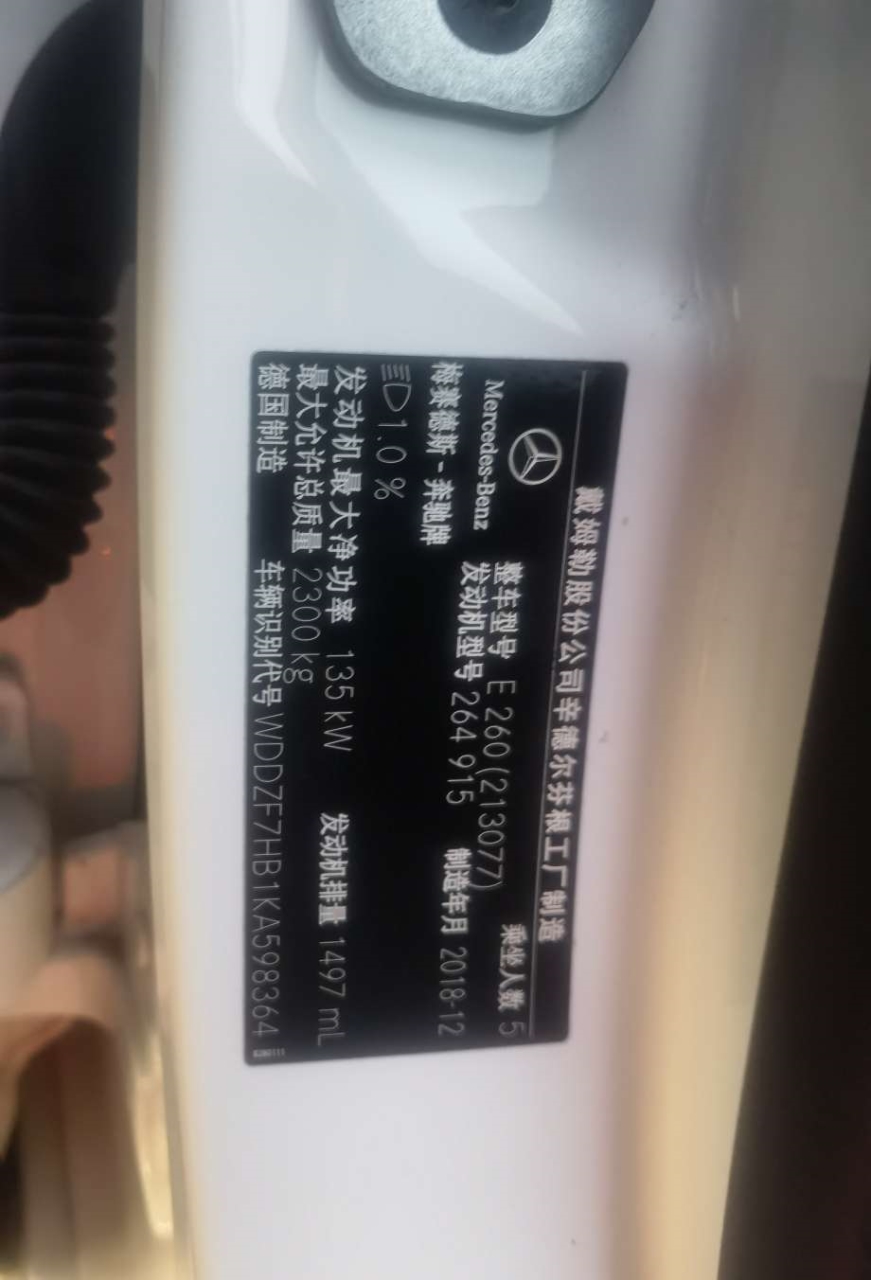 戴姆勒股份公司辛德尔芬根工厂制造
Mercedes-Benz
整车型号 E 260 (213077) 乘坐人数 5
发动机型号 264 915 制造年月 2018-12
梅赛德斯-奔驰牌
1.0 %
发动机最大净功率 135 kW 发动机排量 1497 mL
最大允许总质量 2300 kg
德国制造 车辆识别代号 WDDZF7HB1KA598364